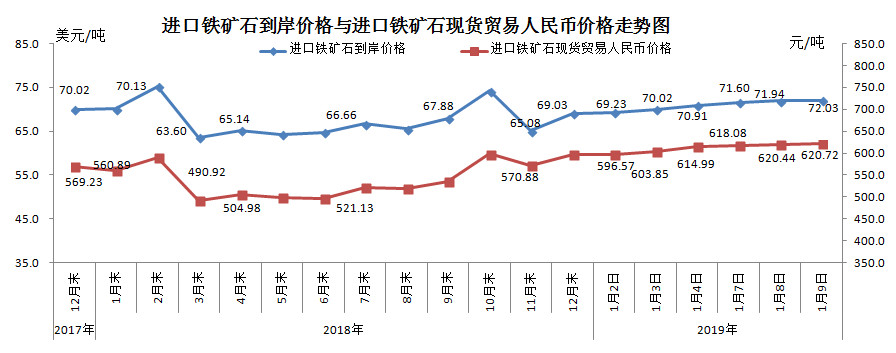 进口铁矿石到岸价格与进口铁矿石现货贸易人民币价格走势图
美元/吨
元/吨
进口铁矿石到岸价格
进口铁矿石现货贸易人民币价格
85.0
75.0
65.0
55.0
45.0
35.0
850.0
800.0
750.0
700.0
650.0
600.0
550.0
500.0
450.0
400.0
350.0
70.02
70.13
63.60
65.14
66.66
67.88
65.08
69.03
69.23
70.02
70.91
71.60
71.94
72.03
569.23
560.89
490.92
504.98
521.13
570.88
596.57
603.85
614.99
618.08
620.44
620.72
12月末
1月末
2月末
3月末
4月末
5月末
6月末
7月末
8月末
9月末
10月末
11月末
12月末
1月2日
1月3日
1月4日
1月7日
1月8日
1月9日
2017年
2018年
2019年